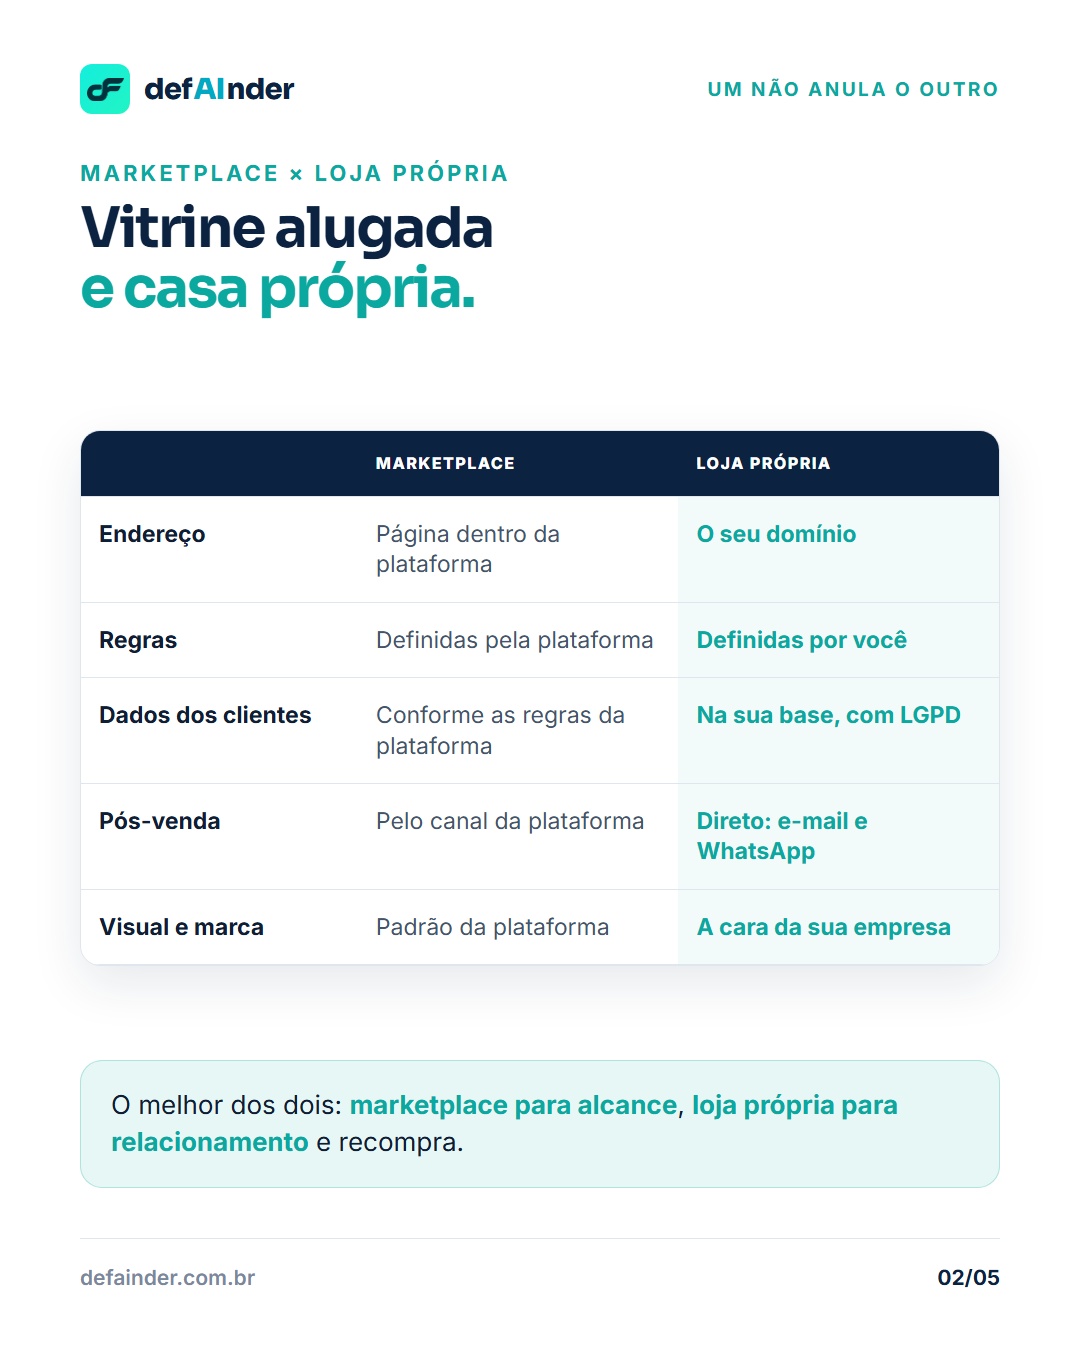 defAInder
UM NÃO ANULA O OUTRO
MARKETPLACE × LOJA PRÓPRIA
Vitrine alugada
e casa própria.
MARKETPLACE
LOJA PRÓPRIA
Endereço
Página dentro da
plataforma
O seu domínio
Regras
Definidas pela plataforma
Definidas por você
Dados dos clientes
Conforme as regras da
plataforma
Na sua base, com LGPD
Pós-venda
Pelo canal da plataforma
Direto: e-mail e
WhatsApp
Visual e marca
Padrão da plataforma
A cara da sua empresa
O melhor dos dois: marketplace para alcance, loja própria para
relacionamento e recompra.
defainder.com.br
02/05